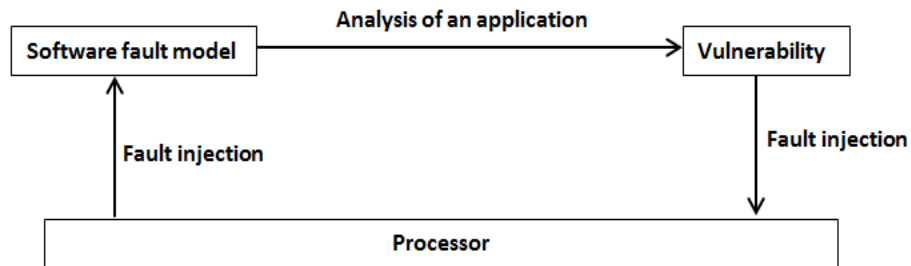 Analysis of an application
Software fault model
Vulnerability
Fault injection
Fault injection
Processor